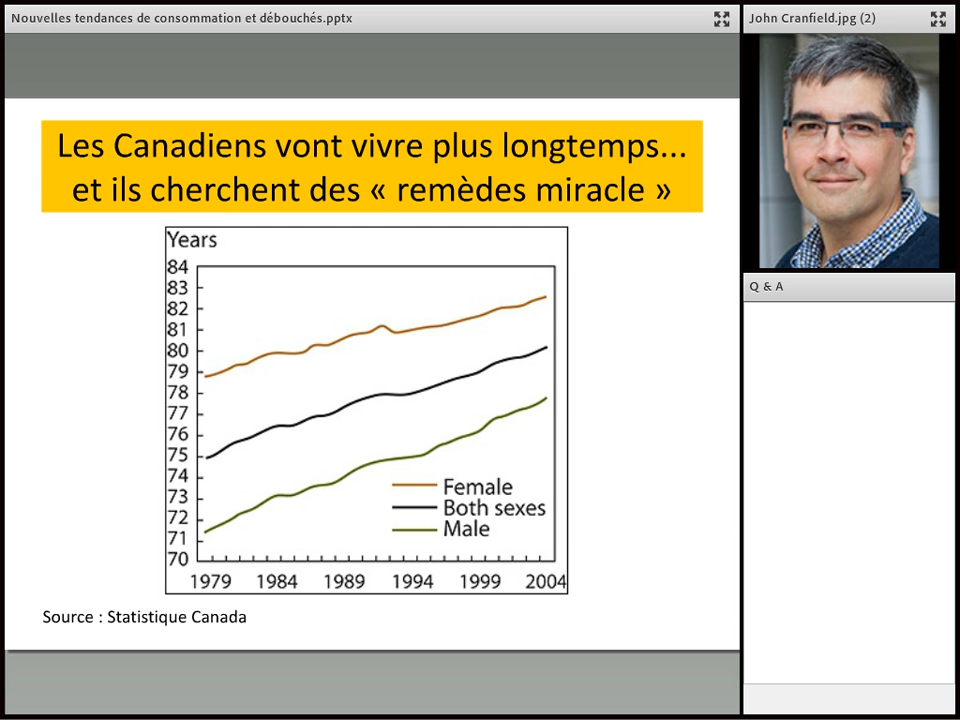 Nouvelles tendances de consommation et débouchés.pptx
John Cranfield.jpg (2)
Les Canadiens vont vivre plus longtemps...
et ils cherchent des « remèdes miracle »
Years
84
83
82
81
80
79
78
77
76
75
74
73
72
71
70
Female
Both sexes
Male
1979 1984 1989 1994 1999 2004
Source : Statistique Canada
Q & A